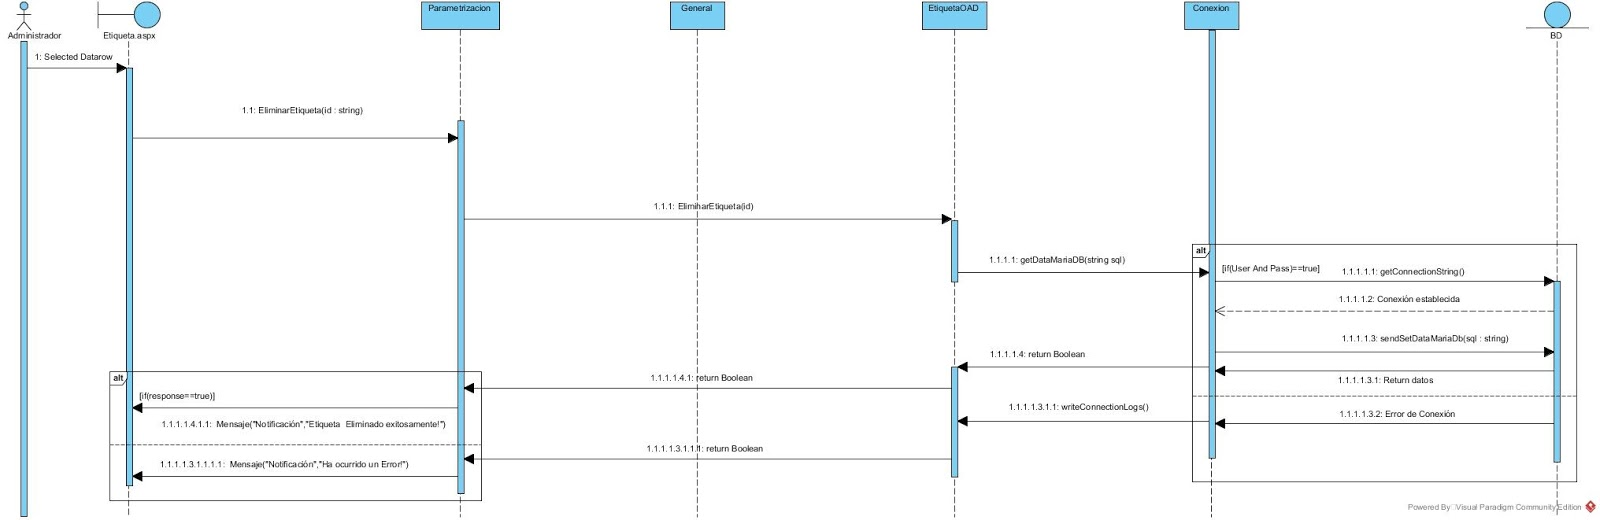 Parametrizacion
General
EtiquetaOAD
Conexion
Administrador
Etiqueta.aspx
BD
1: Selected Datarow
1.1: EliminarEtiqueta(id : string)
1.1.1: EliminarEtiqueta(id)
alt
1.1.1.1: getDataMariaDB(string sql)
[if(User And Pass)==true]
1.1.1.1.1: getConnectionString()
1.1.1.1.2: Conexión establecida
1.1.1.1.3: sendSetDataMariaDb(sql : string)
1.1.1.1.4: return Boolean
alt
1.1.1.1.4.1: return Boolean
1.1.1.1.3.1: Return datos
[if(response==true)]
1.1.1.1.3.1.1: writeConnectionLogs()
1.1.1.1.3.2: Error de Conexión
1.1.1.1.4.1.1: Mensaje("Notificación","Etiqueta Eliminado exitosamente!")
1.1.1.1.3.1.1.1: return Boolean
1.1.1.1.3.1.1.1.1: Mensaje("Notificación","Ha ocurrido un Error!")
Powered By Visual Paradigm Community Edition